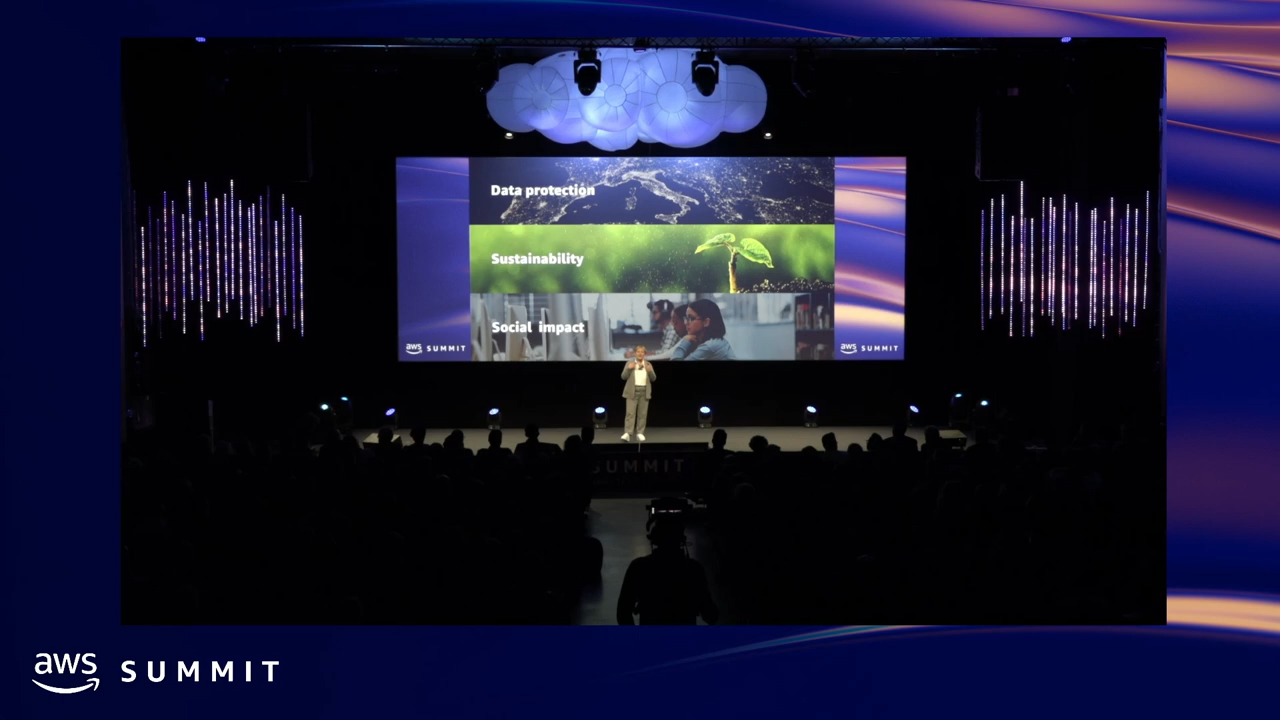 Data protection
Sustainability
Social impact
aws SUMMIT
aws SUMMIT
SUMMIT
aws SUMMIT